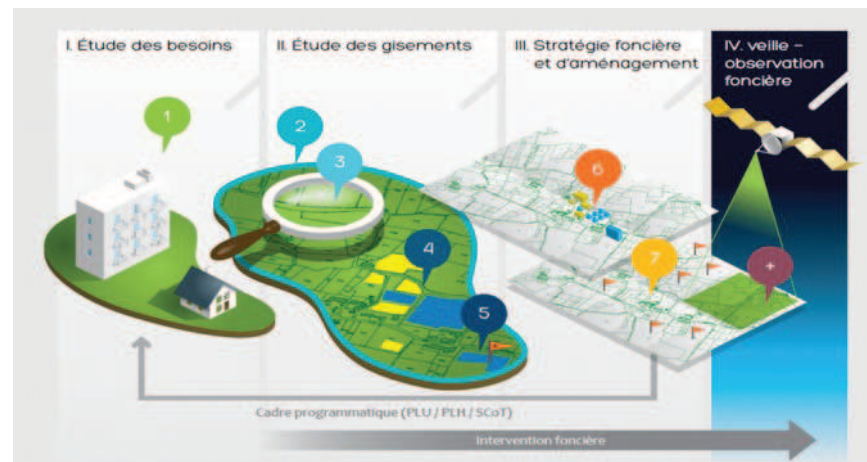 I. Étude des besoins
II. Étude des gisements
III. Stratégie foncière
et d'aménagement
IV. veille –
observation
foncière
1
2
3
4
5
6
7
+
Cadre programmatique (PLU / PLH / SCoT)
Intervention foncière